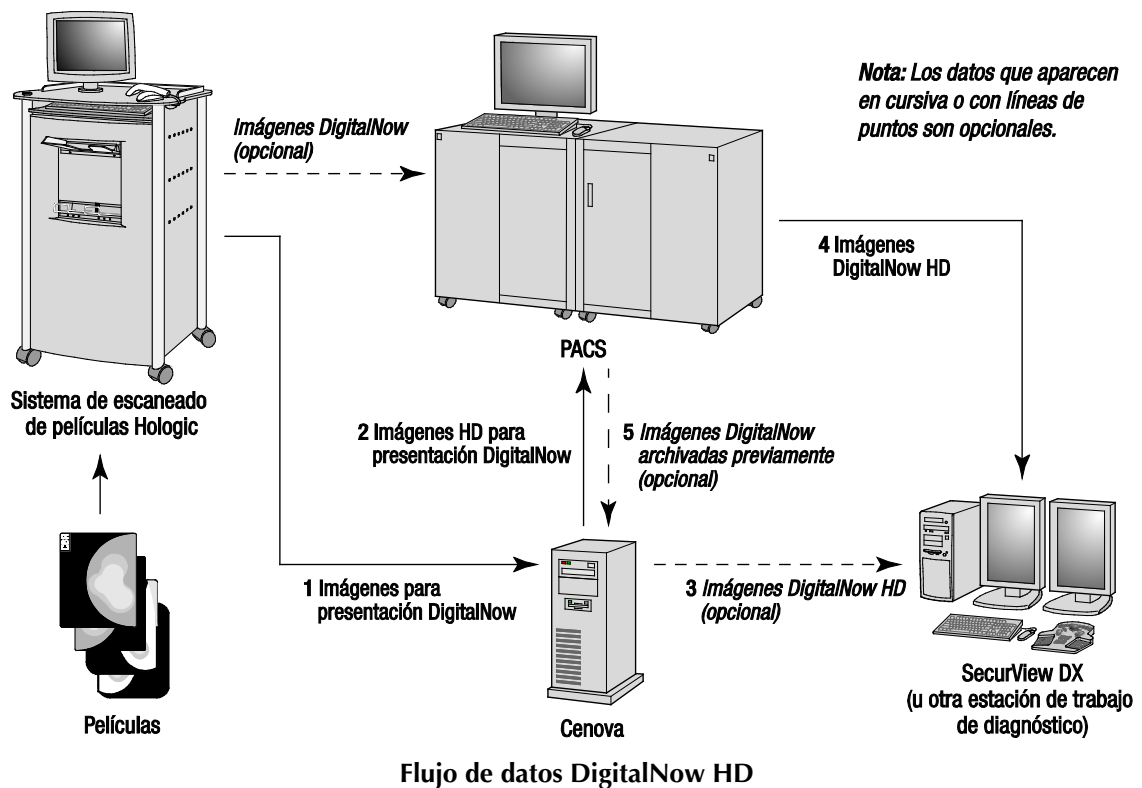 Imágenes DigitalNow
(opcional)
Nota: Los datos que aparecen
en cursiva o con líneas de
puntos son opcionales.
4 Imágenes
DigitalNow HD
PACS
Sistema de escaneado
de películas Hologic
2 Imágenes HD para
presentación DigitalNow
5 Imágenes DigitalNow
archivadas previamente
(opcional)
1 Imágenes para
presentación DigitalNow
3 Imágenes DigitalNow HD
(opcional)
Películas
Cenova
SecurView DX
(u otra estación de trabajo
de diagnóstico)
Flujo de datos DigitalNow HD